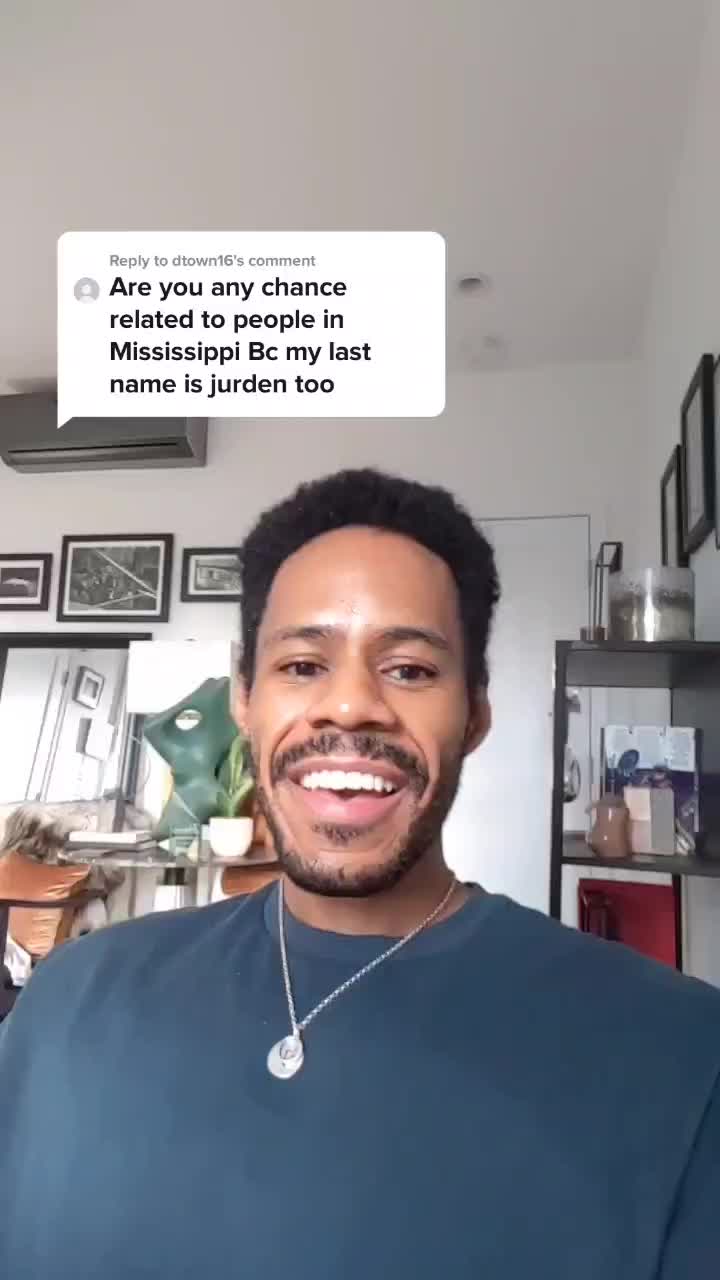 Reply to dtown16's comment
Are you any chance
related to people in
Mississippi Bc my last
name is jurden too